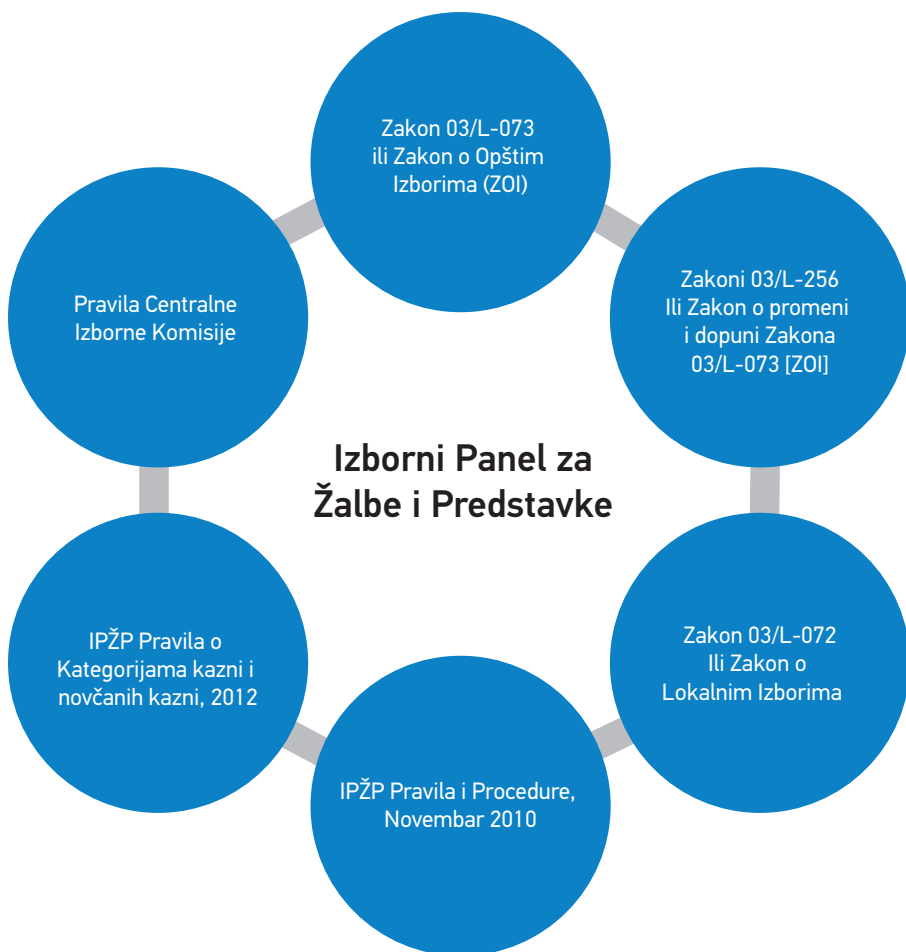 Zakon 03/L-073
ili Zakon o Opštim
Izborima (ZOI)
Zakoni 03/L-256
Ili Zakon o promeni
i dopuni Zakona
03/L-073 [ZOI]
Pravila Centralne
Izborne Komisije
Izborni Panel za
Žalbe i Predstavke
Zakon 03/L-072
Ili Zakon o
Lokalnim Izborima
IPŽP Pravila o
Kategorijama kazni i
novčanih kazni, 2012
IPŽP Pravila i Procedure,
Novembar 2010